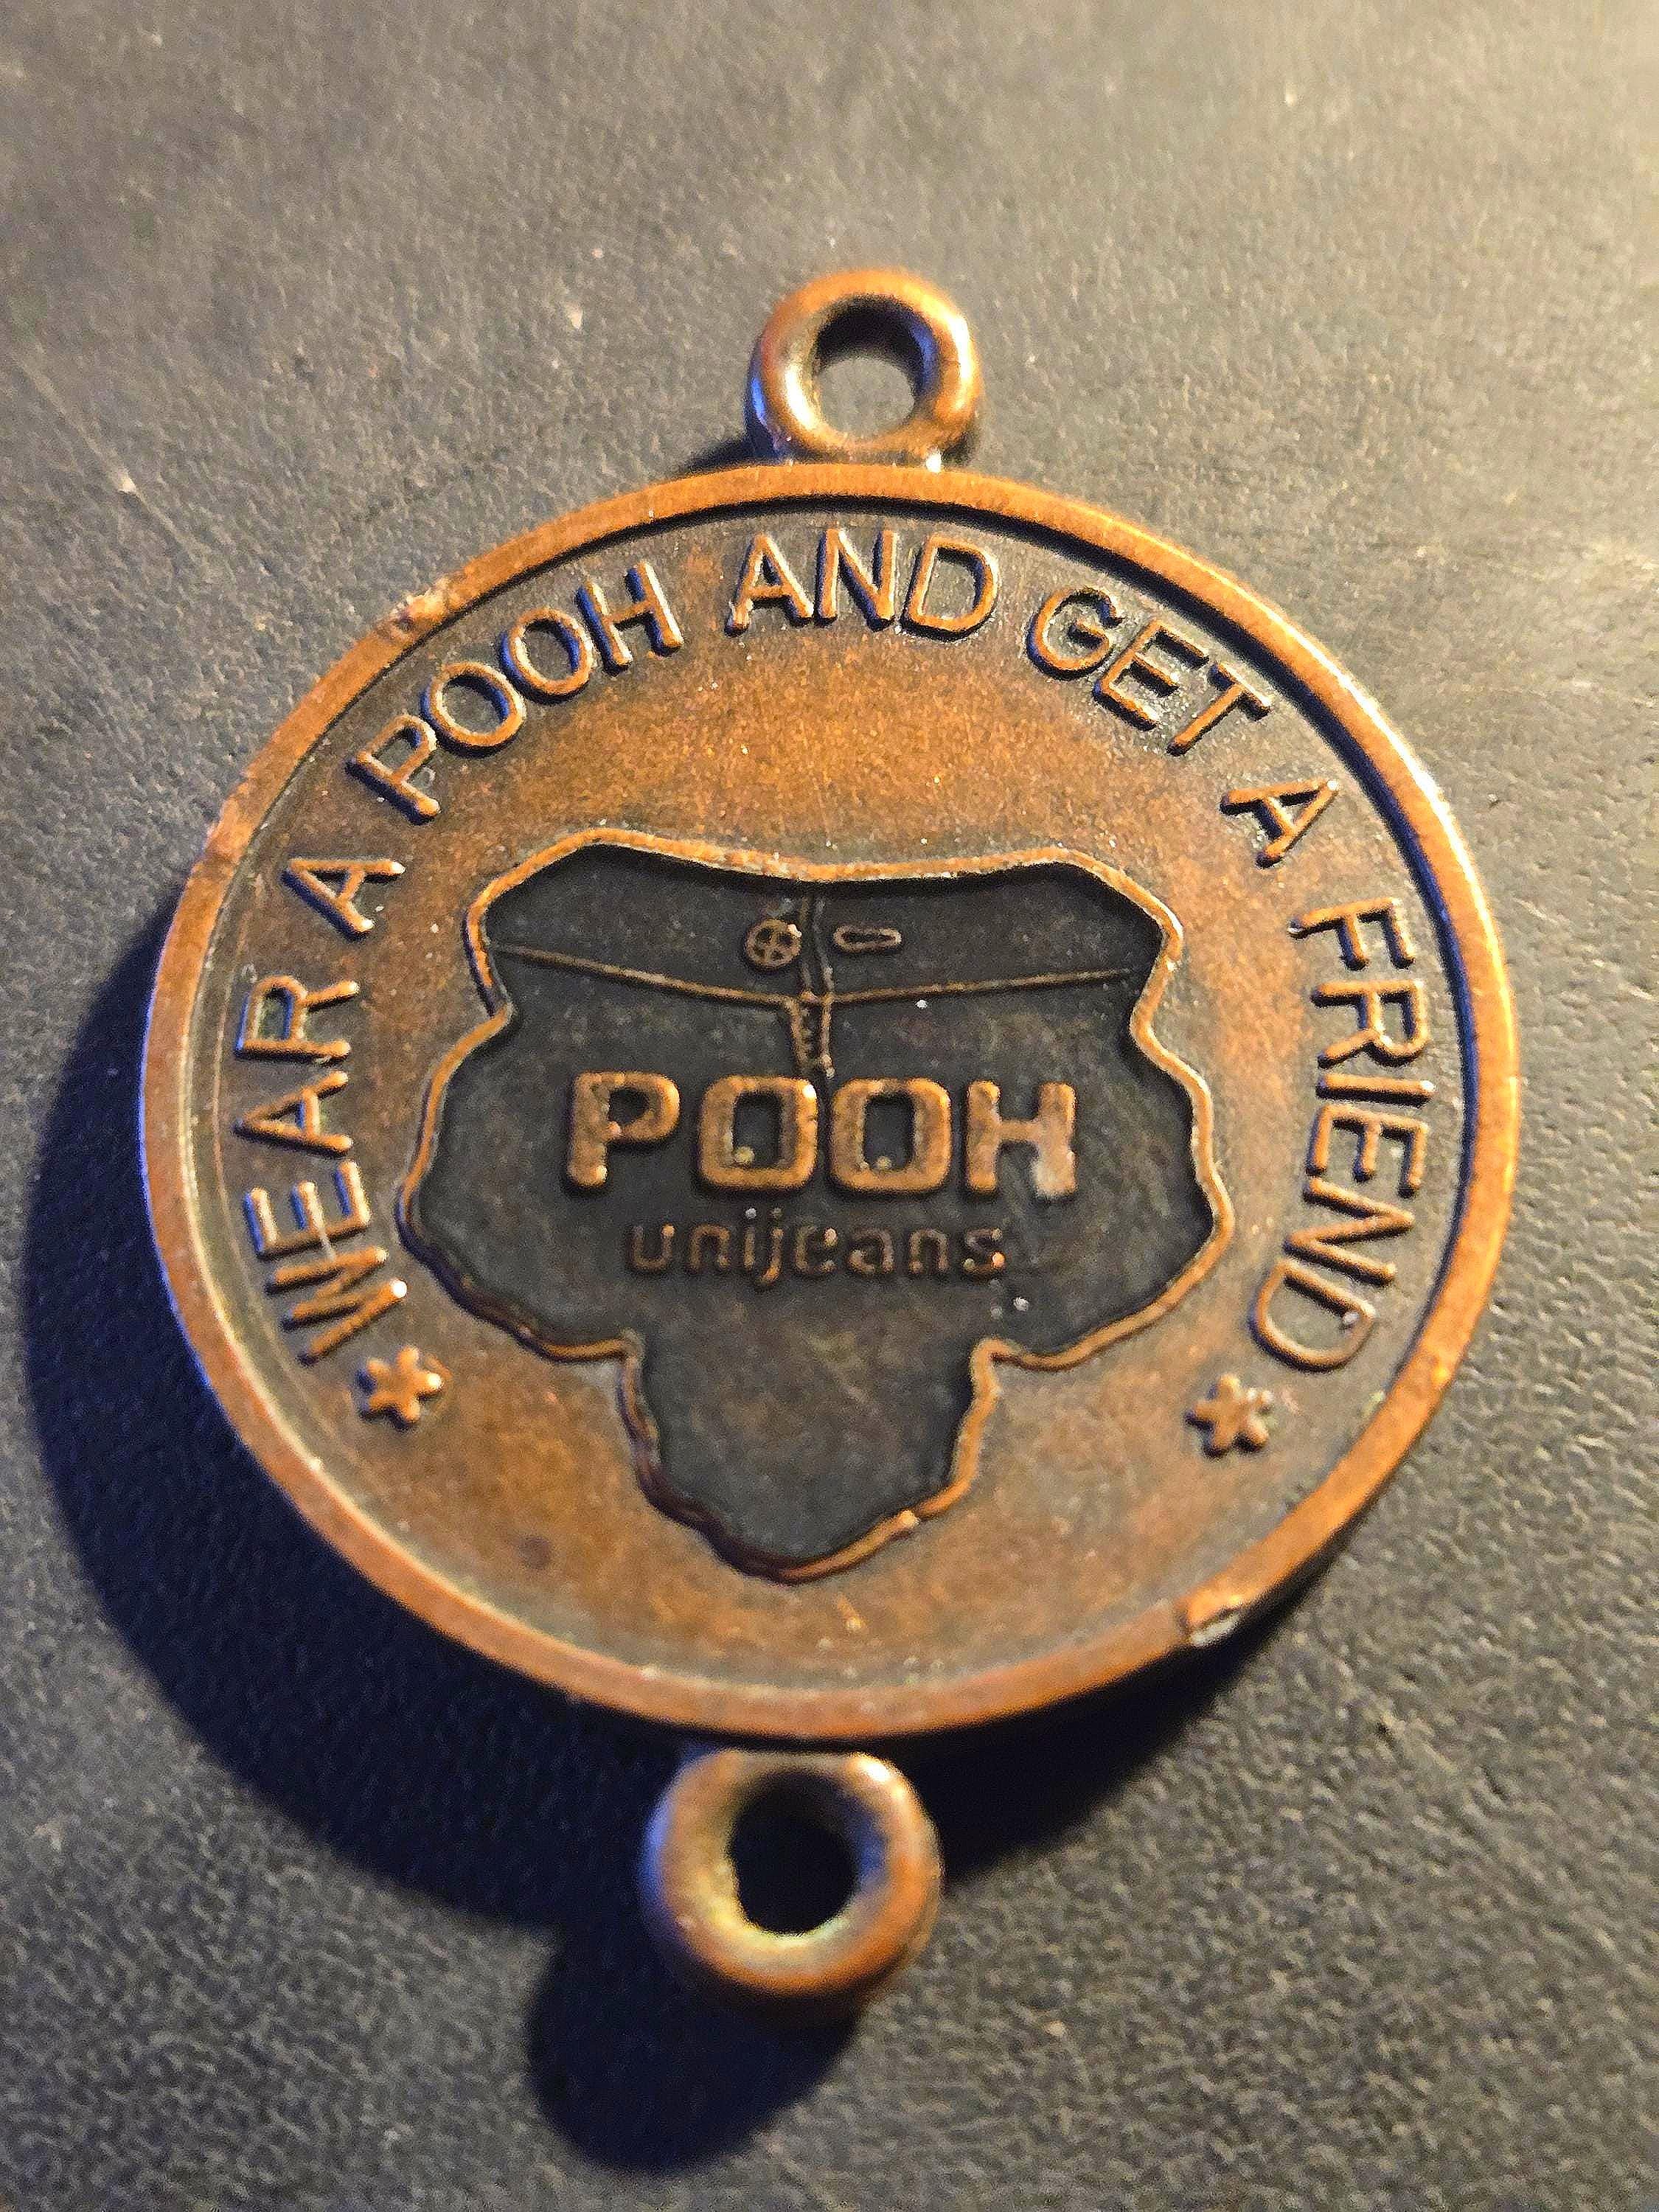 WEAR A POOH AND GET A FRIEND
POOH
unijeans